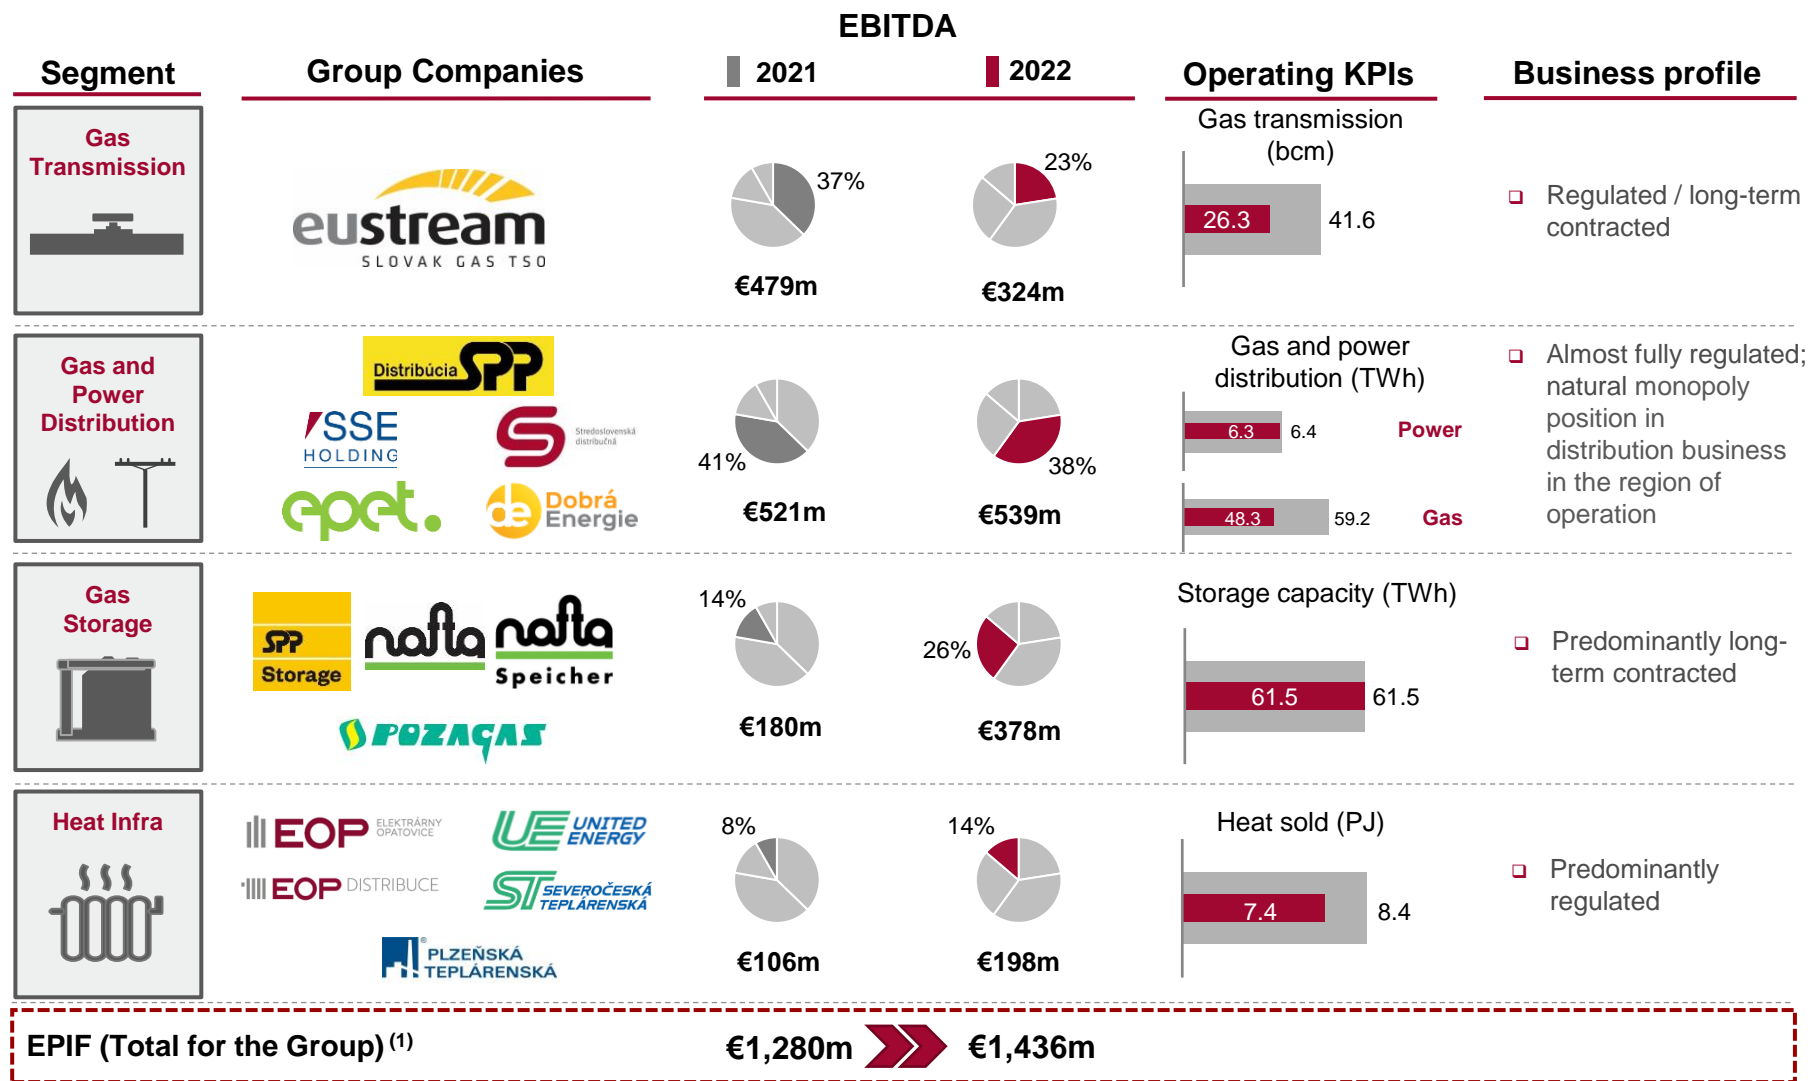 EBITDA
Segment
Group Companies
2021
2022
Operating KPIs
Business profile
Gas
Transmission
eustream
SLOVAK GAS TSO
37%
€479m
23%
€324m
Gas transmission
(bcm)
26.3
41.6
Regulated / long-term
contracted
Gas and
Power
Distribution
Distribúcia SPP
SSE
HOLDING
Stredoslovenská
distribučná
epet.
de Dobrá
Energie
41%
€521m
38%
€539m
Gas and power
distribution (TWh)
6.3
6.4
Power
48.3
59.2
Gas
Almost fully regulated;
natural monopoly
position in
distribution business
in the region of
operation
Gas
Storage
SPP
Storage
nafta
nafta
Speicher
POZAGAS
14%
€180m
26%
€378m
Storage capacity (TWh)
61.5
61.5
Predominantly long-
term contracted
Heat Infra
EOP ELEKTRÁRNY
OPATOVICE
UE UNITED
ENERGY
EOP DISTRIBUCE
ST SEVEROČESKÁ
TEPLÁRENSKÁ
PLZEŇSKÁ
TEPLÁRENSKÁ
8%
€106m
14%
€198m
Heat sold (PJ)
7.4
8.4
Predominantly
regulated
EPIF (Total for the Group) (1)
€1,280m
€1,436m